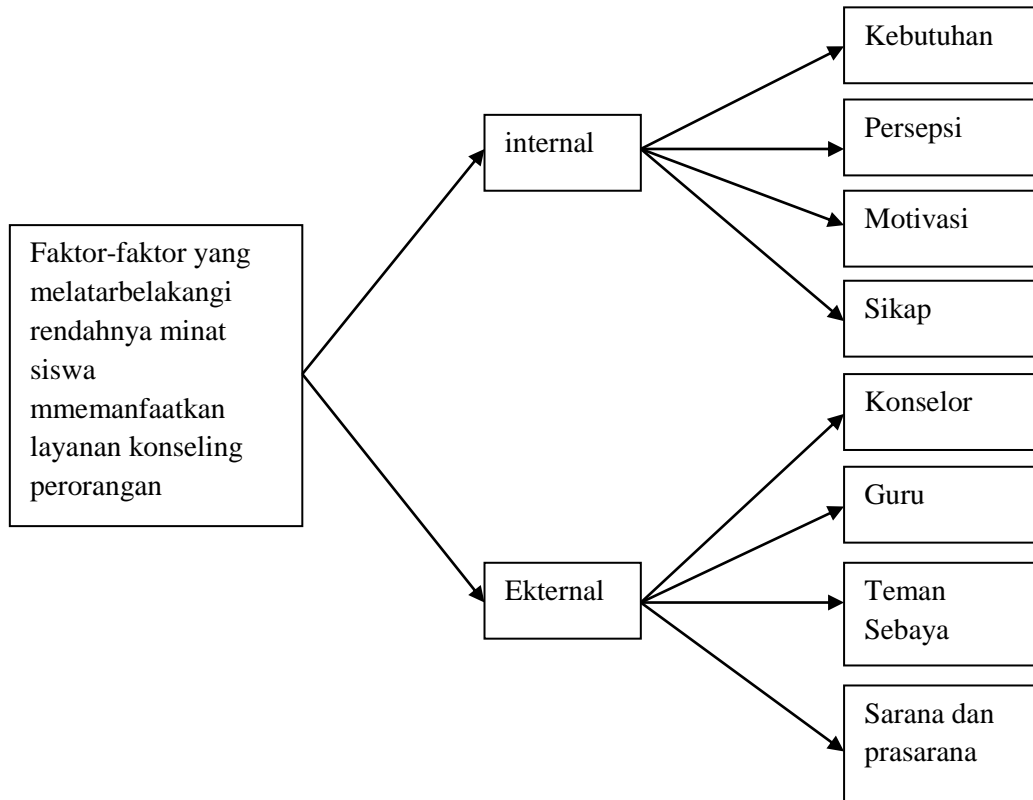 Faktor-faktor yang
melatarbelakangi
rendahnya minat
siswa
mmemanfaatkan
layanan konseling
perorangan
internal
Kebutuhan
Persepsi
Motivasi
Sikap
Ekternal
Konselor
Guru
Teman
Sebaya
Sarana dan
prasarana